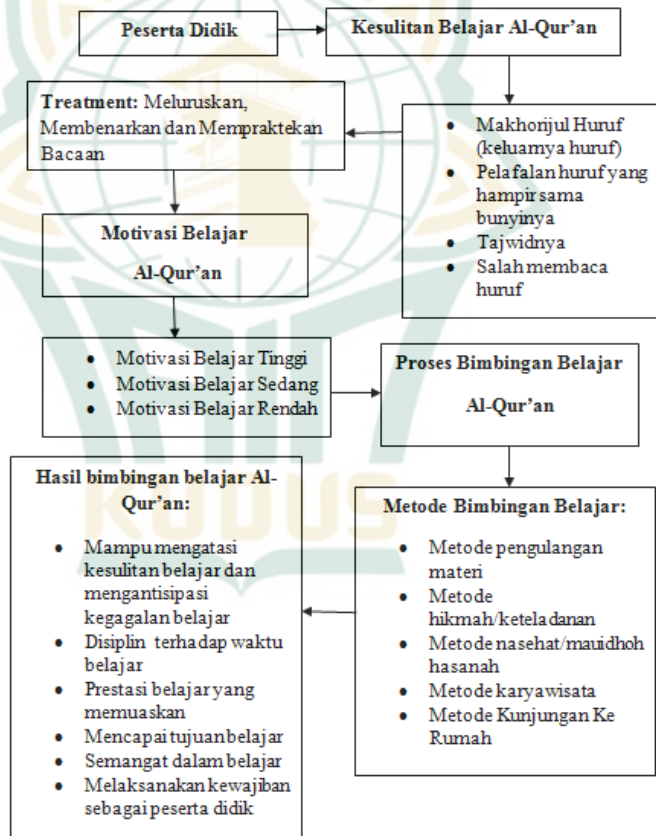 Peserta Didik
Kesulitan Belajar Al-Qur'an
Makhorijul Huruf
(keluarnya huruf)
Pelafalan huruf yang
hampir sama
bunyinya
Tajwidnya
Salah membaca
huruf
Treatment: Meluruskan,
Membenarkan dan Mempraktekan
Bacaan
Motivasi Belajar
Al-Qur'an
Motivasi Belajar Tinggi
Motivasi Belajar Sedang
Motivasi Belajar Rendah
Proses Bimbingan Belajar
Al-Qur'an
Metode Bimbingan Belajar:
Metode pengulangan
materi
Metode
hikmah/keteladanan
Metode nasehat/mauidhoh
hasanah
Metode karyawisata
Metode Kunjungan Ke
Rumah
Hasil bimbingan belajar Al-
Qur'an:
Mampu mengatasi
kesulitan belajar dan
mengantisipasi
kegagalan belajar
Disiplin terhadap waktu
belajar
Prestasi belajar yang
memuaskan
Mencapai tujuan belajar
Semangat dalam belajar
Melaksanakan kewajiban
sebagai peserta didik
KUDUS